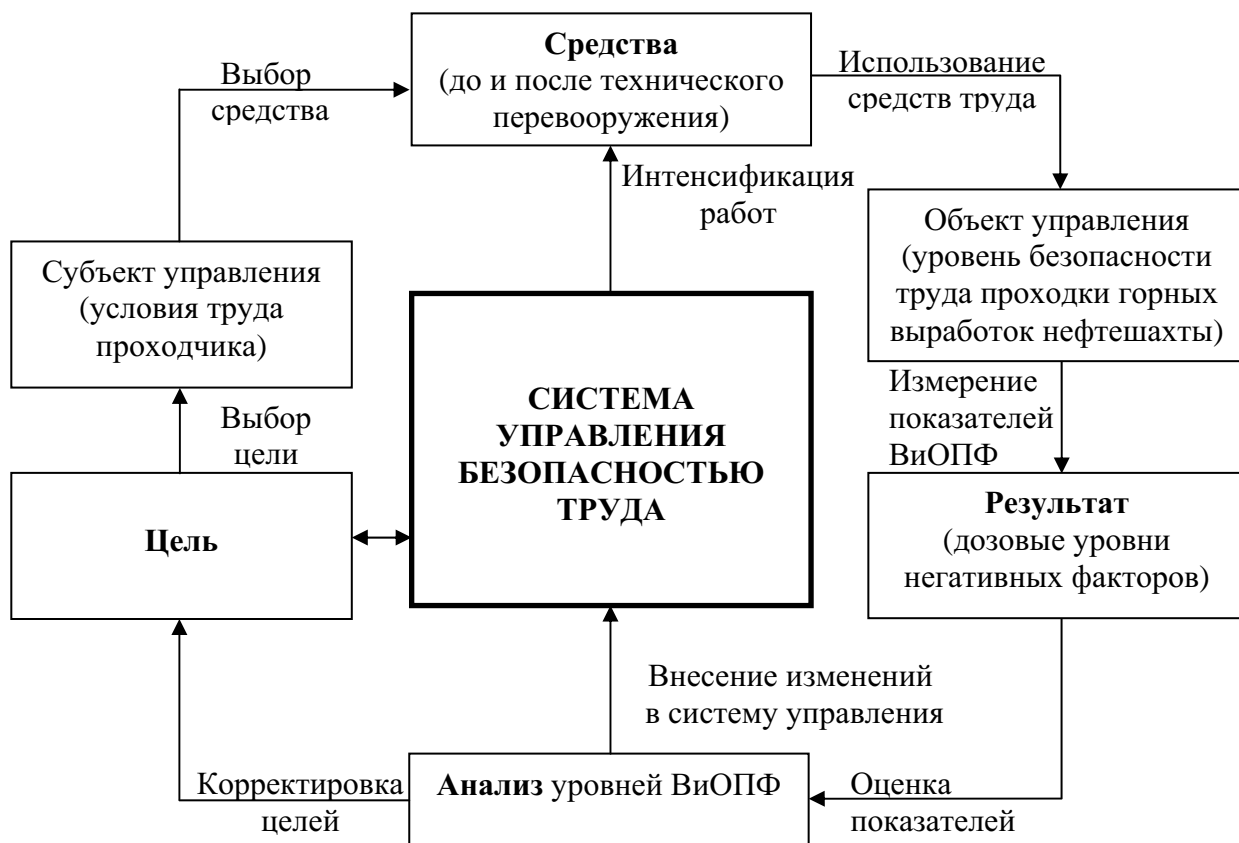 Средства
(до и после технического
перевооружения)
Выбор
средства
Использование
средств труда
Интенсификация
работ
Субъект управления
(условия труда
проходчика)
Объект управления
(уровень безопасности
труда проходки горных
выработок нефтешахты)
СИСТЕМА
УПРАВЛЕНИЯ
БЕЗОПАСНОСТЬЮ
ТРУДА
Выбор
цели
Измерение
показателей
ВиОПФ
Цель
Результат
(дозовые уровни
негативных факторов)
Внесение изменений
в систему управления
Корректировка
целей
Анализ уровней ВиОПФ
Оценка
показателей